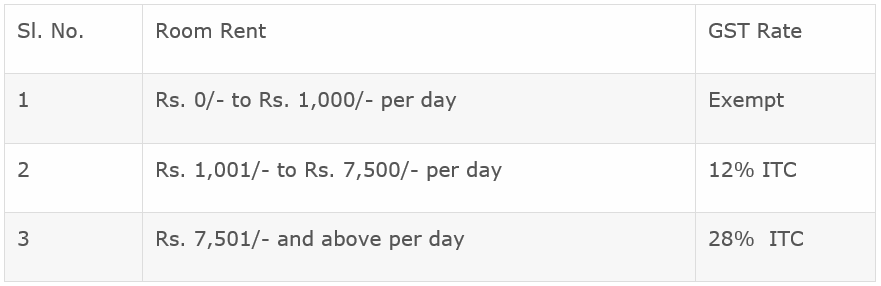 Sl. No. Room Rent GST Rate
1 Rs. 0/- to Rs. 1,000/- per day Exempt
2 Rs. 1,001/- to Rs. 7,500/- per day 12% ITC
3 Rs. 7,501/- and above per day 28% ITC